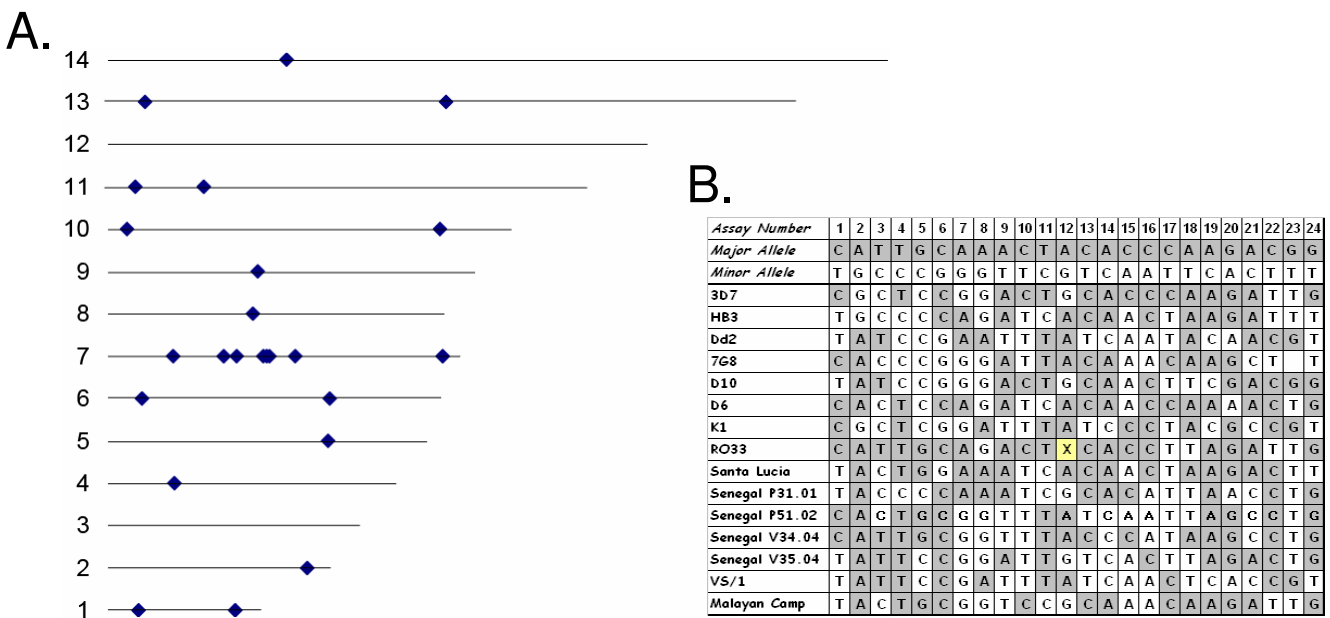 A.
14
13
12
11
10
9
8
7
6
5
4
3
2
1
B.
Assay Number 1 2 3 4 5 6 7 8 9 10 11 12 13 14 15 16 17 18 19 20 21 22 23 24
Major Allele C A T T G C A A A C T A C A C C C A A G A C G G
Minor Allele T G C C C G G G T T C G T C A A T T C A C T T T
3D7 C G C T C C G G A C T G C A C C C A A G A T T G
HB3 T G C C C C A G A T C A C A A C T A A G A T T T
Dd2 T A T C C G A A T T T A T C A A T A C A A C G T
7G8 C A C C C G G G A T T A C A A A C A A G C T T
D10 T A T C C G G G A C T G C A A C T T C G A C G G
D6 C A C T C C A G A T C A C A A C C A A A A C T G
K1 C G C T C G G A T T T A T C C C T A C G C C G T
RO33 C A T T G C A G A C T X C A C C T T A G A T T G
Santa Lucia T A C T G G A A A T C A C A A C T A A G A C T T
Senegal P31.01 T A C C C C A A A T C G C A C A T T A A C C T G
Senegal P51.02 C A C T G C G G T T T A T C A A T T A G C C T G
Senegal V34.04 C A T T G C G G T T T A C C C A T A A G C C T G
Senegal V35.04 T A T T C C G G A T T G T C A C T T A G A C T G
VS/1 T A T T C C G A T T T A T C A A C T C A C C G T
Malayan Camp T A C T G C G G T C C G C A A A C A A G A T T G